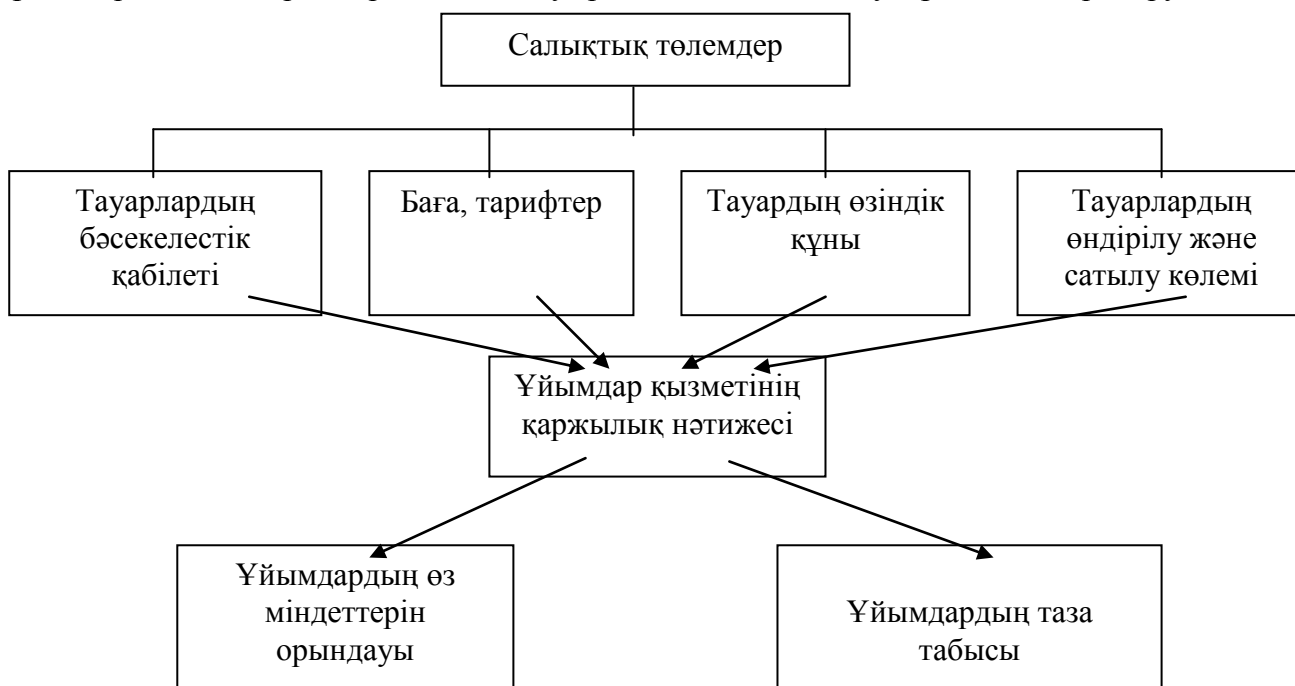 Салықтық төлемдер
Тауарлардың
бәсекелестік
қабілеті
Баға, тарифтер
Тауардың өзіндік
құны
Тауарлардың
өндірілу және
сатылу көлемі
Ұйымдар қызметінің
қаржылық нәтижесі
Ұйымдардың өз
міндеттерін
орындауы
Ұйымдардың таза
табысы